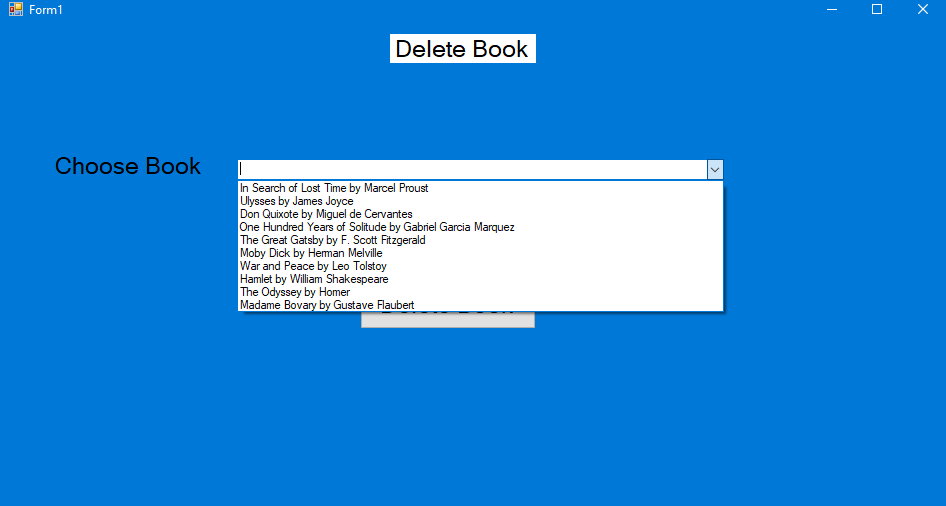 Form1
Delete Book
Choose Book
In Search of Lost Time by Marcel Proust
Ulysses by James Joyce
Don Quixote by Miguel de Cervantes
One Hundred Years of Solitude by Gabriel Garcia Marquez
The Great Gatsby by F. Scott Fitzgerald
Moby Dick by Herman Melville
War and Peace by Leo Tolstoy
Hamlet by William Shakespeare
The Odyssey by Homer
Madame Bovary by Gustave Flaubert